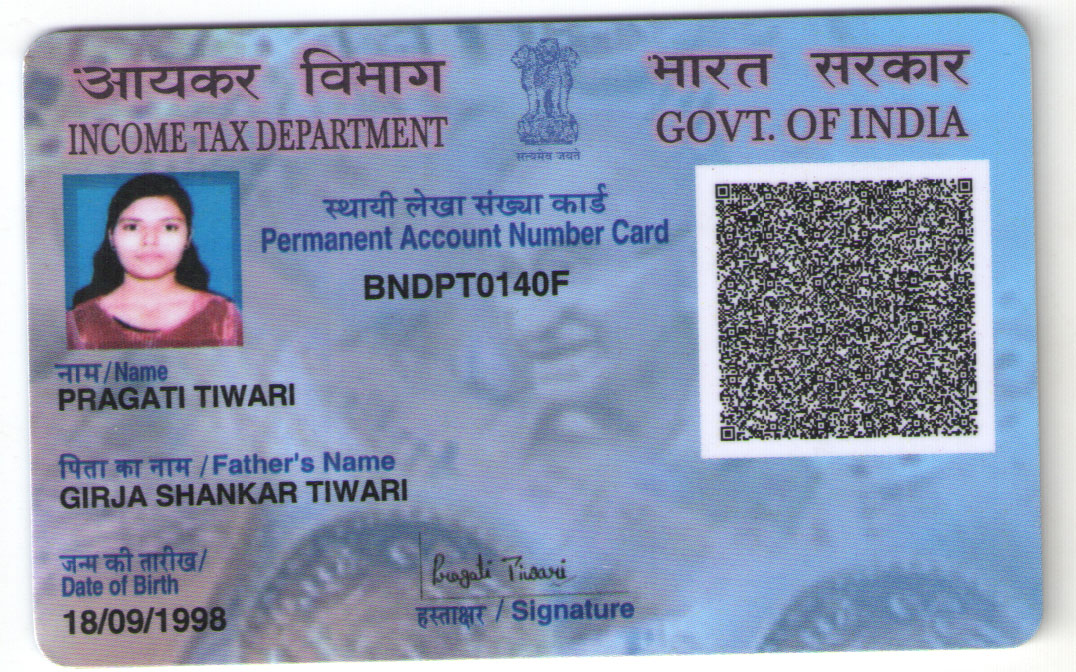 आयकर विभाग
INCOME TAX DEPARTMENT
सत्यमेव जयते
भारत सरकार
GOVT. OF INDIA
स्थायी लेखा संख्या कार्ड
Permanent Account Number Card
BNDPT0140F
नाम/Name
PRAGATI TIWARI
पिता का नाम /Father's Name
GIRJA SHANKAR TIWARI
जन्म की तारीख/
Date of Birth
18/09/1998
Pragati Tiwari
हस्ताक्षर / Signature